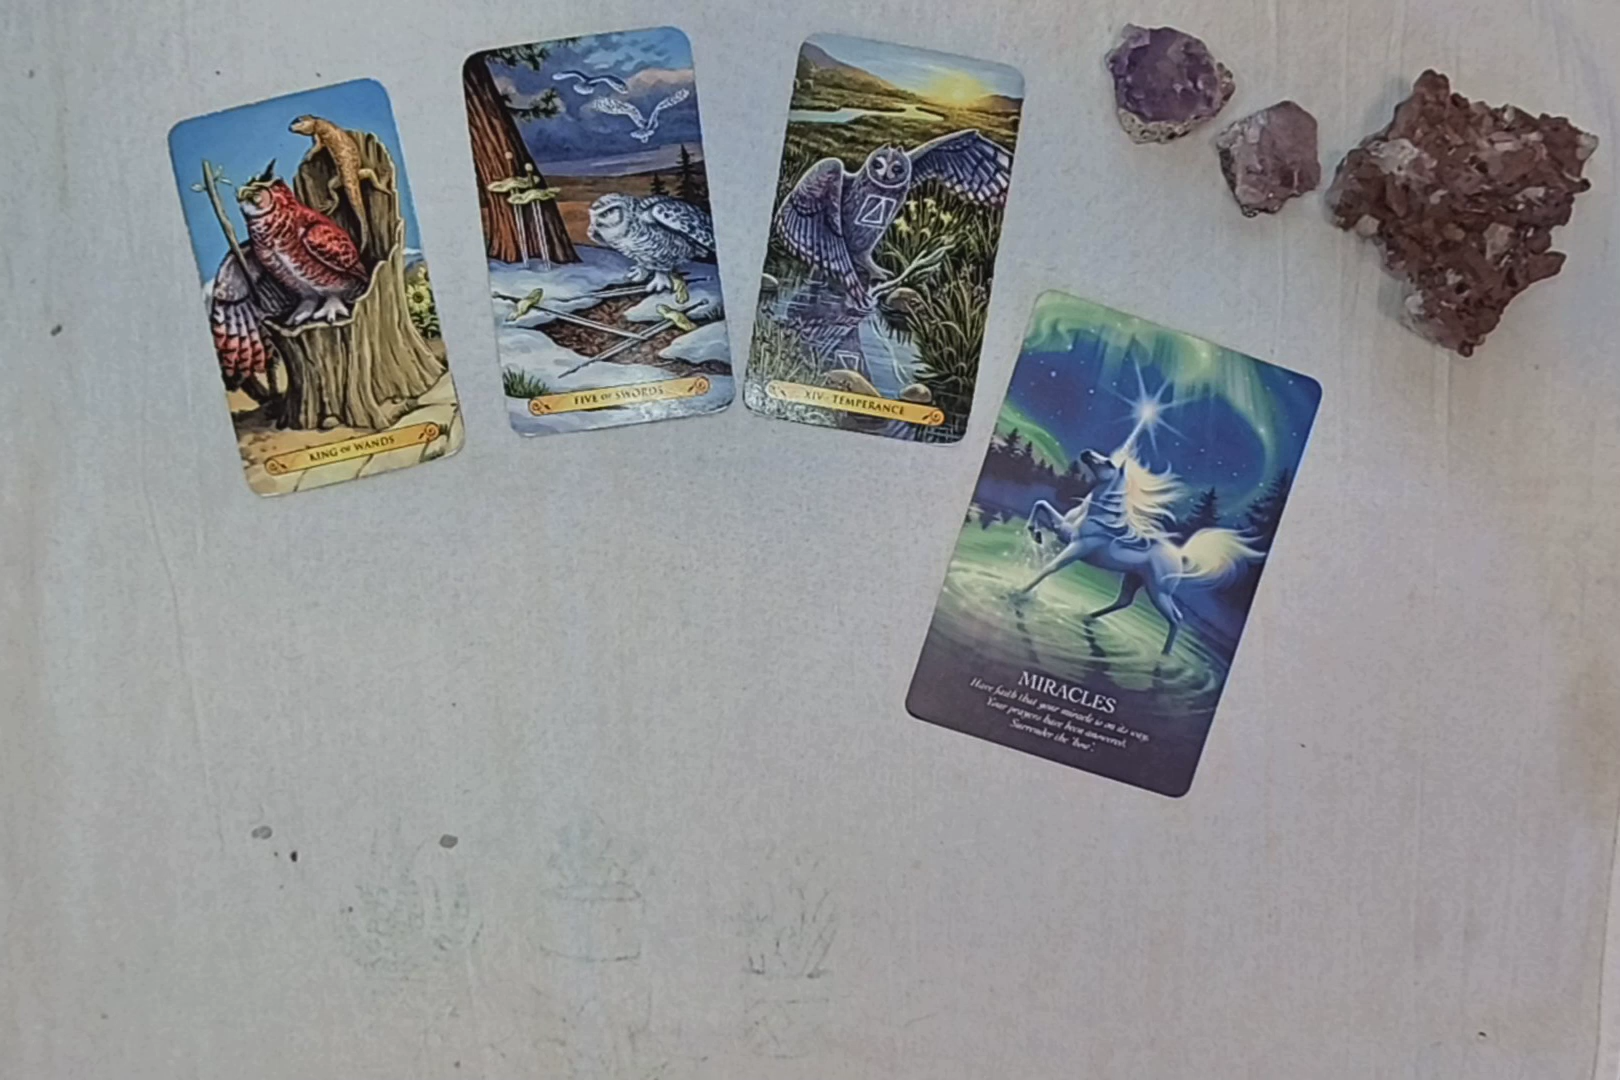 KING OF WANDS
FIVE OF SWORDS
XIV • TEMPERANCE
MIRACLES
Have faith that your miracle is on its way.
Your prayers have been answered.
Surrender the 'how'.